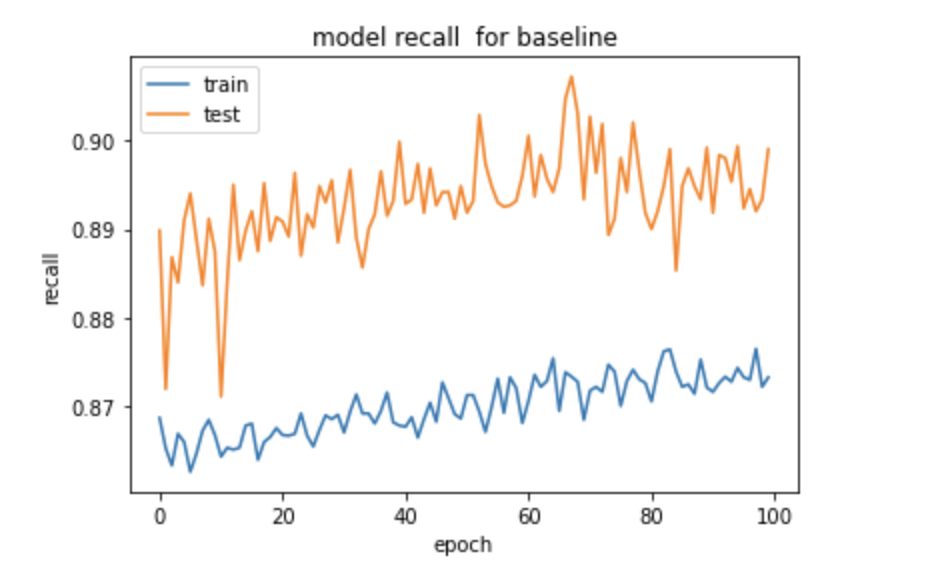 model recall  for baseline
train
test
0.90
0.89
0.88
0.87
recall
0 20 40 60 80 100
epoch